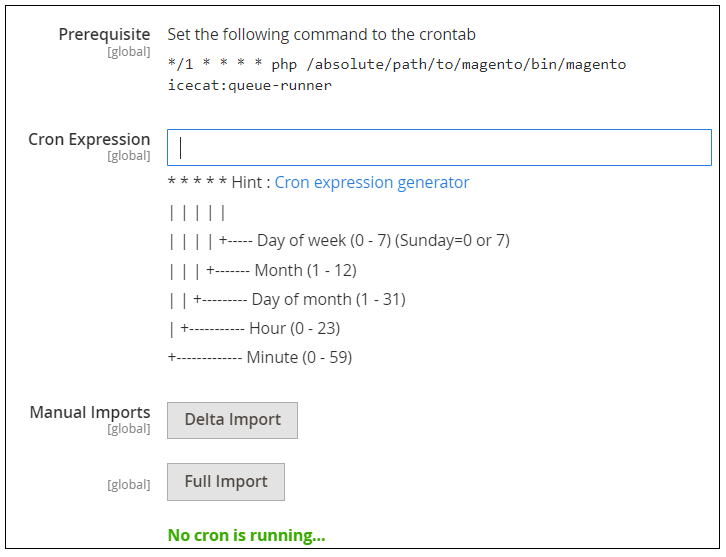 Prerequisite Set the following command to the crontab
[global]
*/1 * * * * php /absolute/path/to/magento/bin/magento
icecat:queue-runner
Cron Expression
[global]
* * * * * Hint : Cron expression generator
| | | | |
| | | | +----- Day of week (0 - 7) (Sunday=0 or 7)
| | | +------- Month (1 - 12)
| | +--------- Day of month (1 - 31)
| +----------- Hour (0 - 23)
+------------- Minute (0 - 59)
Manual Imports Delta Import
[global]
[global] Full Import
No cron is running...